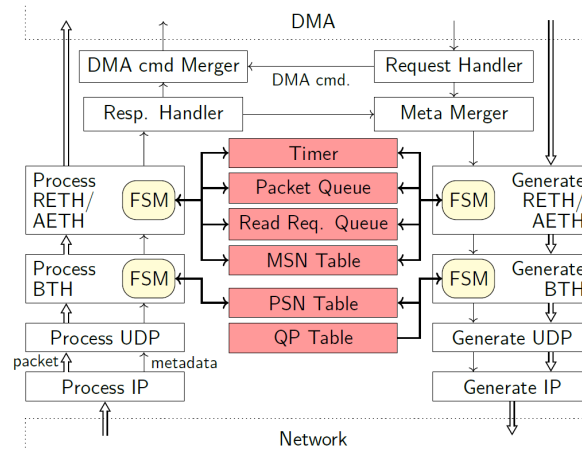 DMA
DMA cmd Merger
Request Handler
DMA cmd.
Resp. Handler
Meta Merger
Timer
Process
RETH/
AETH
FSM
Packet Queue
FSM
Generate
RETH/
AETH
Read Req. Queue
MSN Table
Process
BTH
FSM
FSM
Generate
BTH
PSN Table
QP Table
Process UDP
Generate UDP
packet
metadata
Process IP
Generate IP
Network